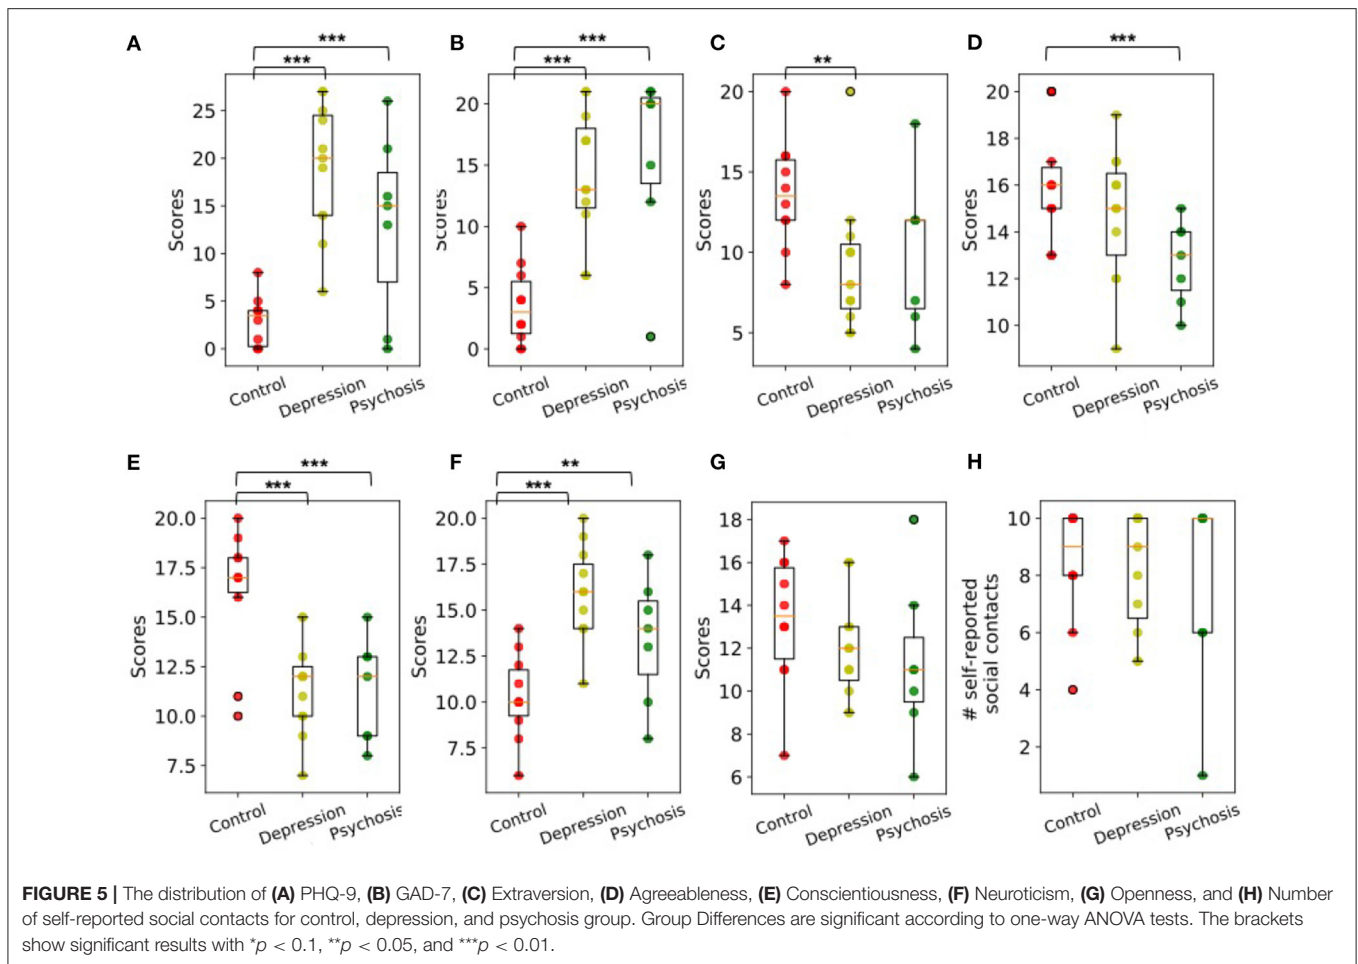 A
B
C
D
***
***
***
***
**
***
Scores
25
20
15
10
5
0
Control
Depression
Psychosis
Scores
20
15
10
5
0
Control
Depression
Psychosis
Scores
20
15
10
5
Control
Depression
Psychosis
Scores
20
18
16
14
12
10
Control
Depression
Psychosis
E
F
G
H
***
***
**
***
Scores
20.0
17.5
15.0
12.5
10.0
7.5
Control
Depression
Psychosis
Scores
20.0
17.5
15.0
12.5
10.0
7.5
Control
Depression
Psychosis
Scores
18
16
14
12
10
8
6
Control
Depression
Psychosis
# self-reported
social contacts
10
8
6
4
2
Control
Depression
Psychosis
FIGURE 5 | The distribution of (A) PHQ-9, (B) GAD-7, (C) Extraversion, (D) Agreeableness, (E) Conscientiousness, (F) Neuroticism, (G) Openness, and (H) Number
of self-reported social contacts for control, depression, and psychosis group. Group Differences are significant according to one-way ANOVA tests. The brackets
show significant results with *p < 0.1, **p < 0.05, and ***p < 0.01.